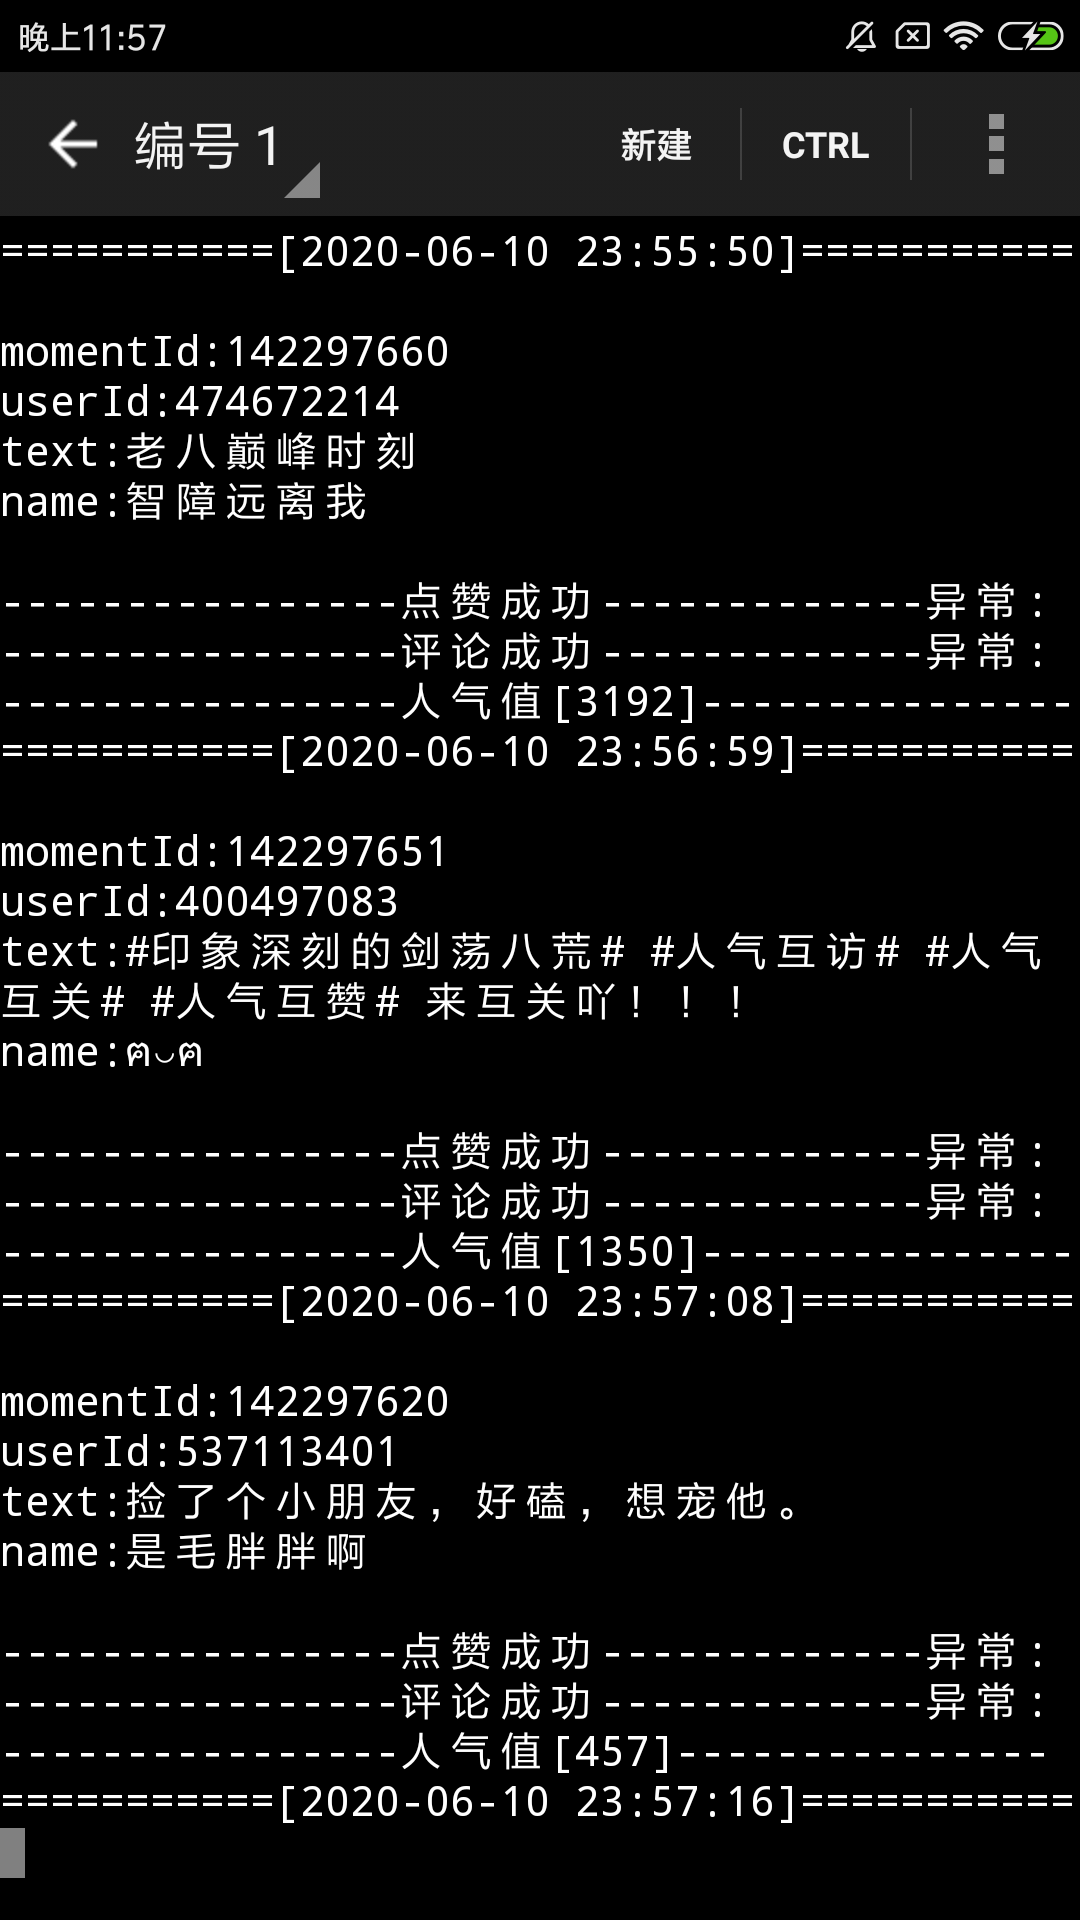 晚上11:57
编号 1
新建
CTRL
===========[2020-06-10 23:55:50]===========
momentId:142297660
userId:474672214
text:老八巅峰时刻
name:智障远离我
----------------点赞成功-------------异常:
----------------评论成功-------------异常:
----------------人气值[3192]---------------
===========[2020-06-10 23:56:59]===========
momentId:142297651
userId:400497083
text:#印象深刻的剑荡八荒# #人气互访# #人气
互关# #人气互赞# 来互关吖！！！
name:ฅ◡ฅ
----------------点赞成功-------------异常:
----------------评论成功-------------异常:
----------------人气值[1350]---------------
===========[2020-06-10 23:57:08]===========
momentId:142297620
userId:537113401
text:捡了个小朋友，好磕，想宠他。
name:是毛胖胖啊
----------------点赞成功-------------异常:
----------------评论成功-------------异常:
----------------人气值[457]---------------
===========[2020-06-10 23:57:16]===========